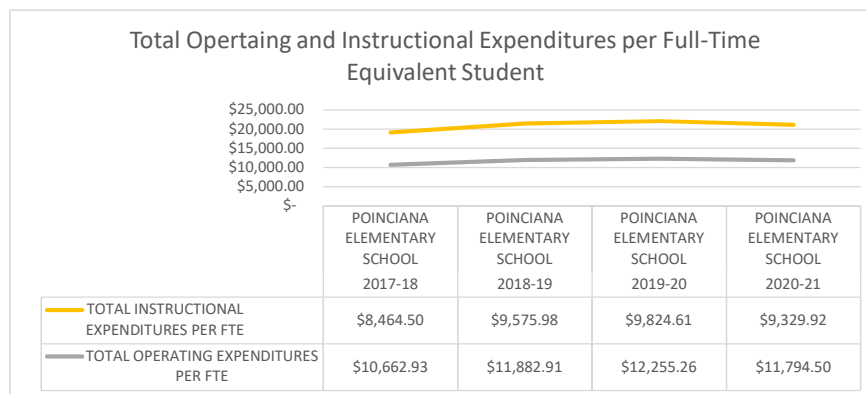 Total Opertaing and Instructional Expenditures per Full-Time
Equivalent Student
$25,000.00
$20,000.00
$15,000.00
$10,000.00
$5,000.00
$-
POINCIANA ELEMENTARY SCHOOL POINCIANA ELEMENTARY SCHOOL POINCIANA ELEMENTARY SCHOOL POINCIANA ELEMENTARY SCHOOL
2017-18 2018-19 2019-20 2020-21
TOTAL INSTRUCTIONAL
EXPENDITURES PER FTE
$8,464.50 $9,575.98 $9,824.61 $9,329.92
TOTAL OPERATING EXPENDITURES
PER FTE
$10,662.93 $11,882.91 $12,255.26 $11,794.50